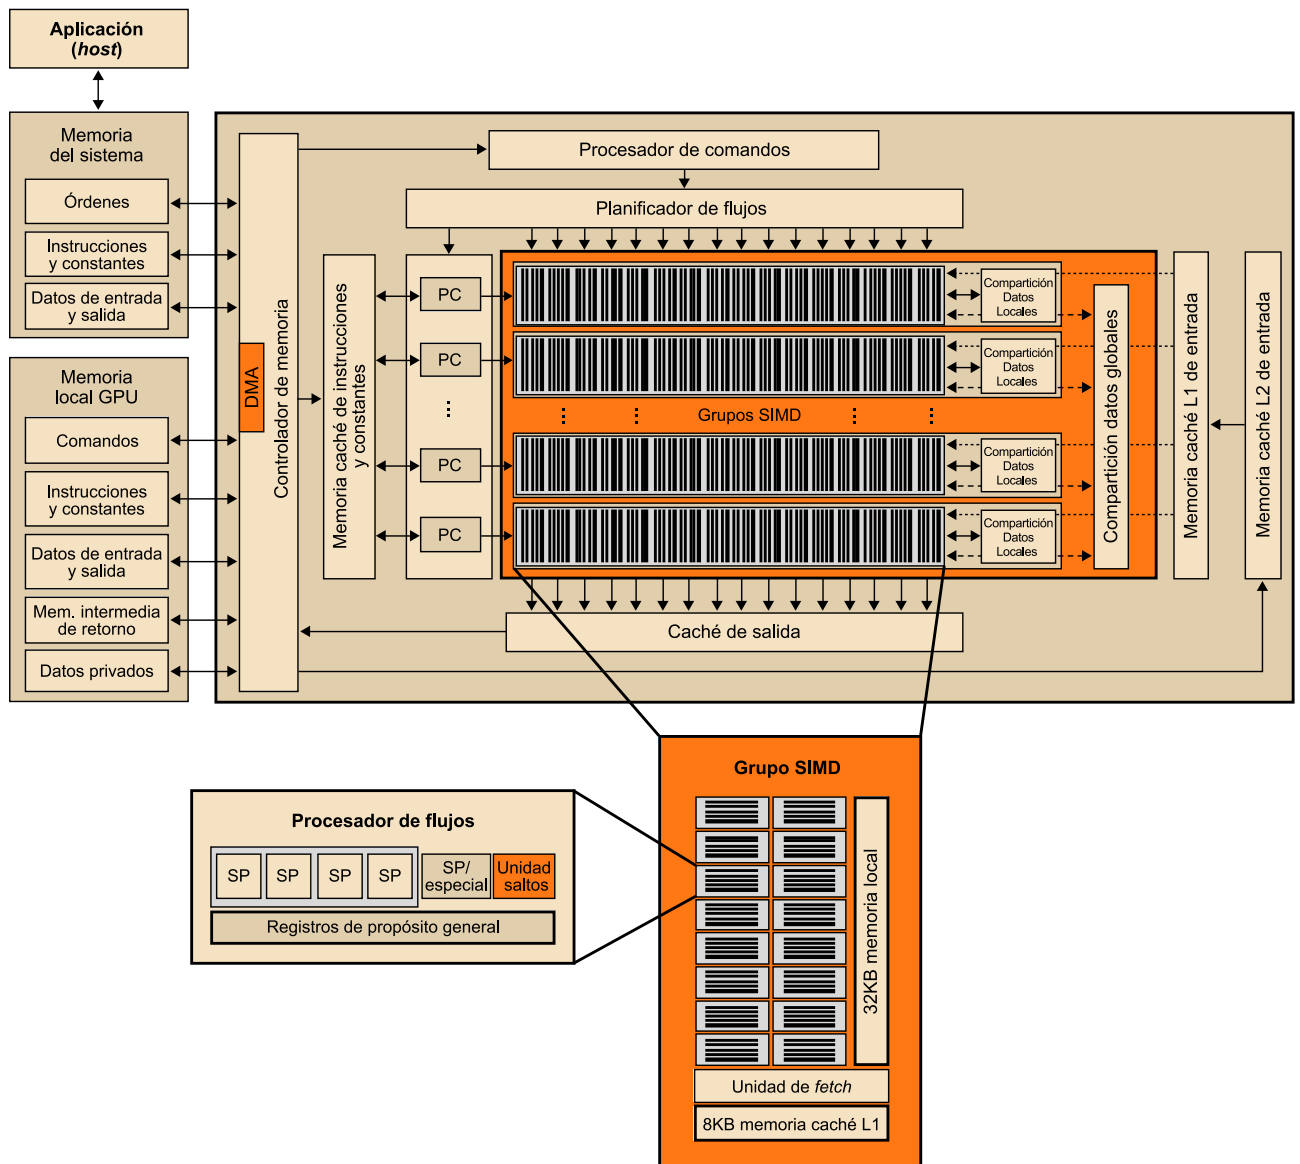 Aplicación
(host)
Memoria
del sistema
Órdenes
Instrucciones
y constantes
Datos de entrada
y salida
Memoria
local GPU
Comandos
Instrucciones
y constantes
Datos de entrada
y salida
Mem. intermedia
de retorno
Datos privados
DMA
Controlador de memoria
Procesador de comandos
Planificador de flujos
Memoria caché de instrucciones
y constantes
PC
PC
PC
PC
Grupos SIMD
Compartición
Datos
Locales
Compartición
Datos
Locales
Compartición
Datos
Locales
Compartición
Datos
Locales
Compartición datos globales
Memoria caché L1 de entrada
Memoria caché L2 de entrada
Caché de salida
Grupo SIMD
32KB memoria local
Unidad de fetch
8KB memoria caché L1
Procesador de flujos
SP
SP
SP
SP
SP/
especial
Unidad
saltos
Registros de propósito general